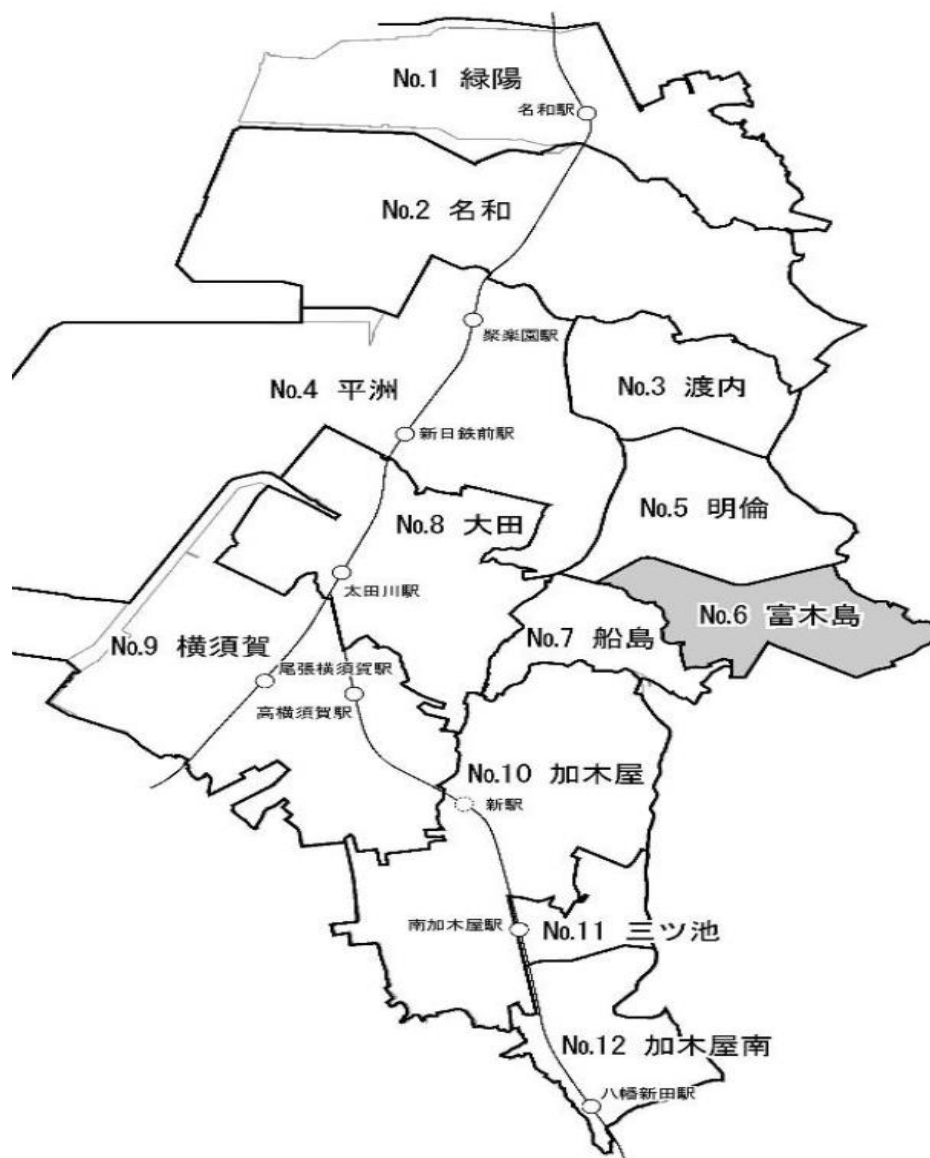 No.1 緑陽
名和駅
No.2 名和
聚楽園駅
No.3 渡内
No.4 平洲
新日鉄前駅
No.5 明倫
No.8 大田
太田川駅
No.6 富木島
No.7 船島
No.9 横須賀
尾張横須賀駅
高横須賀駅
No.10 加木屋
新駅
南加木屋駅
No.11 三ツ池
No.12 加木屋南
八幡新田駅